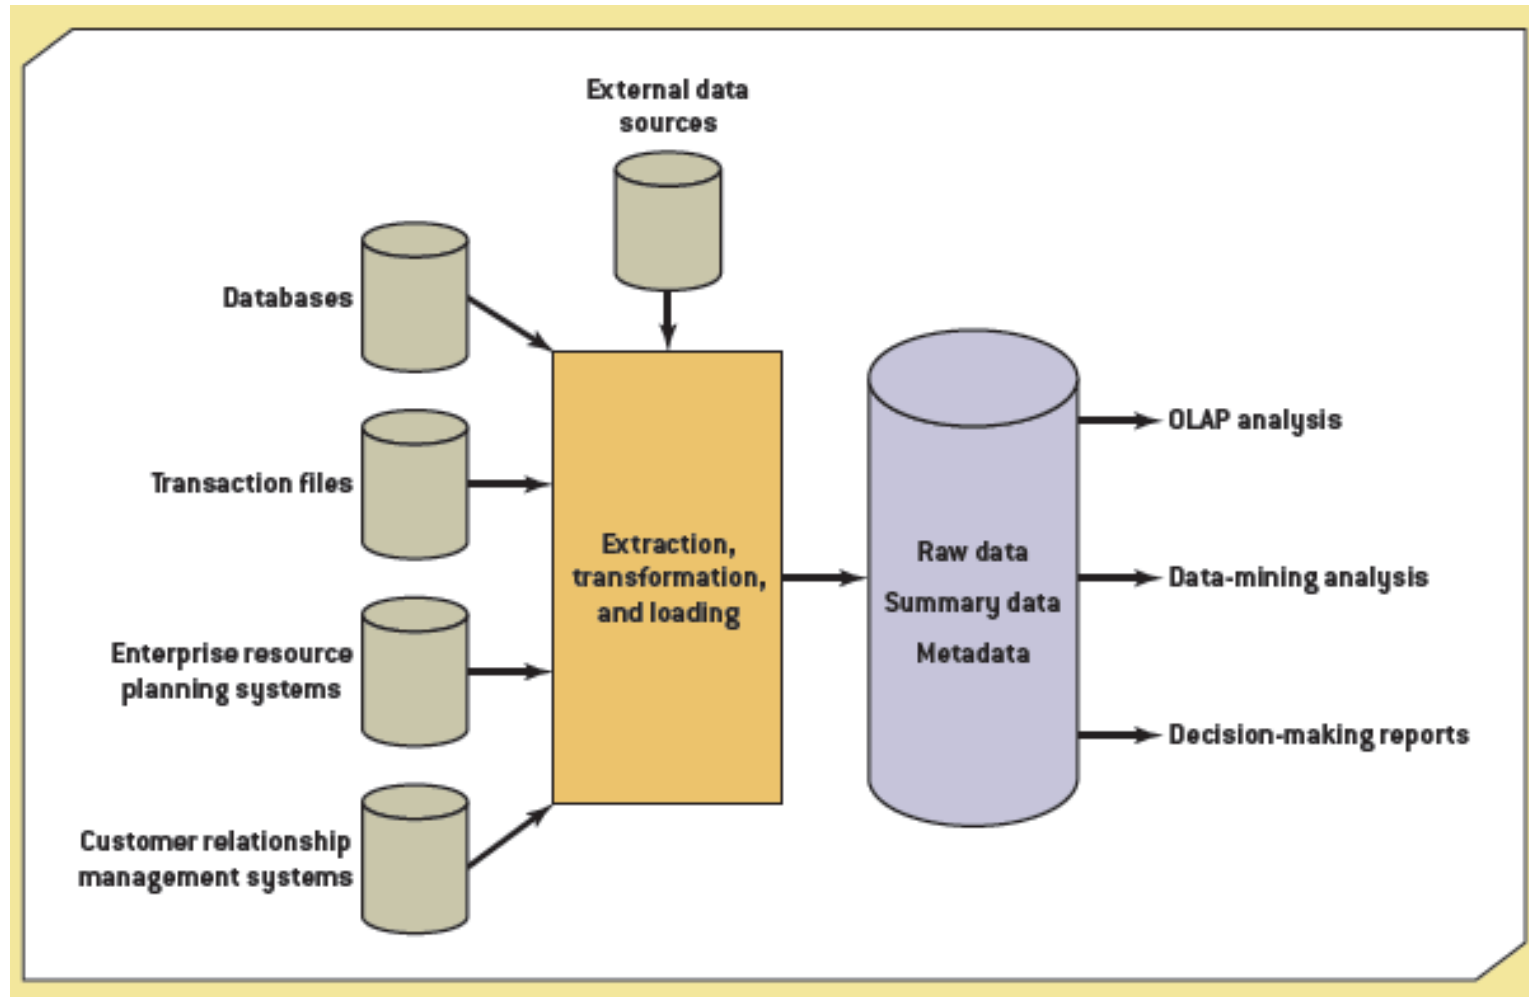 External data
sources
Databases
Transaction files
Enterprise resource
planning systems
Customer relationship
management systems
Extraction,
transformation,
and loading
Raw data
Summary data
Metadata
OLAP analysis
Data-mining analysis
Decision-making reports